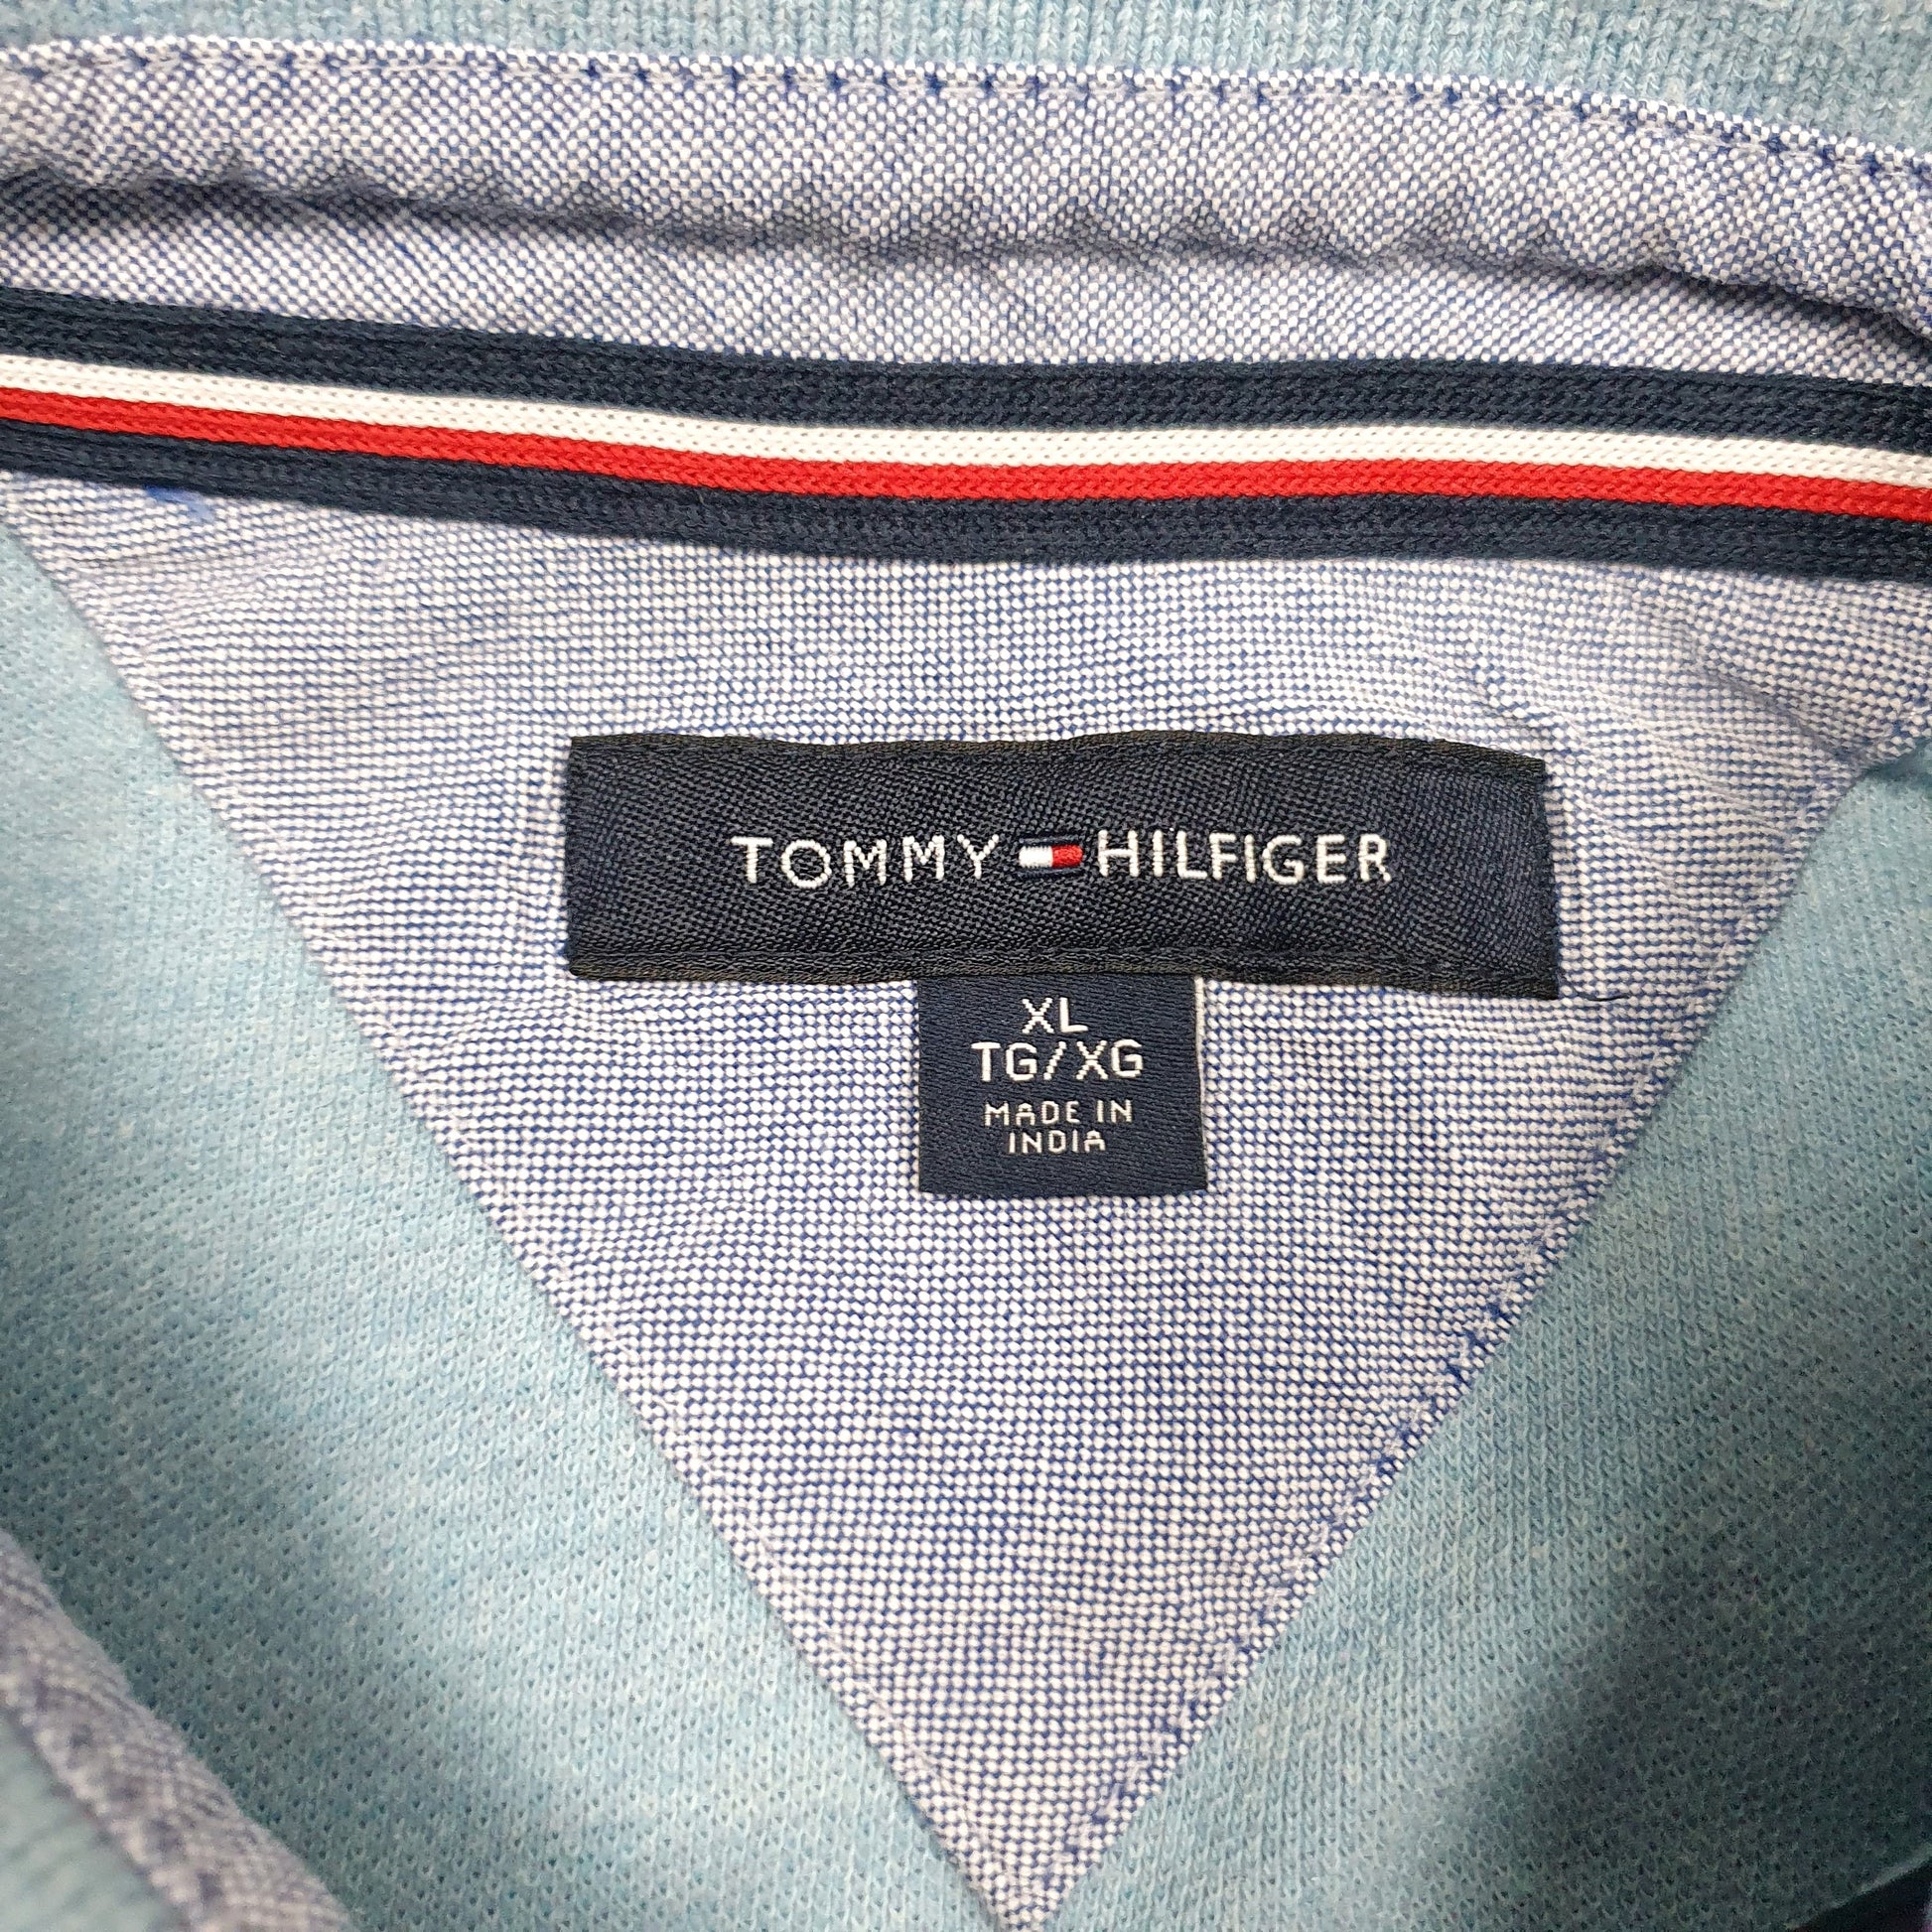 TOMMY HILFIGER
XL
TG/XG
MADE IN
INDIA